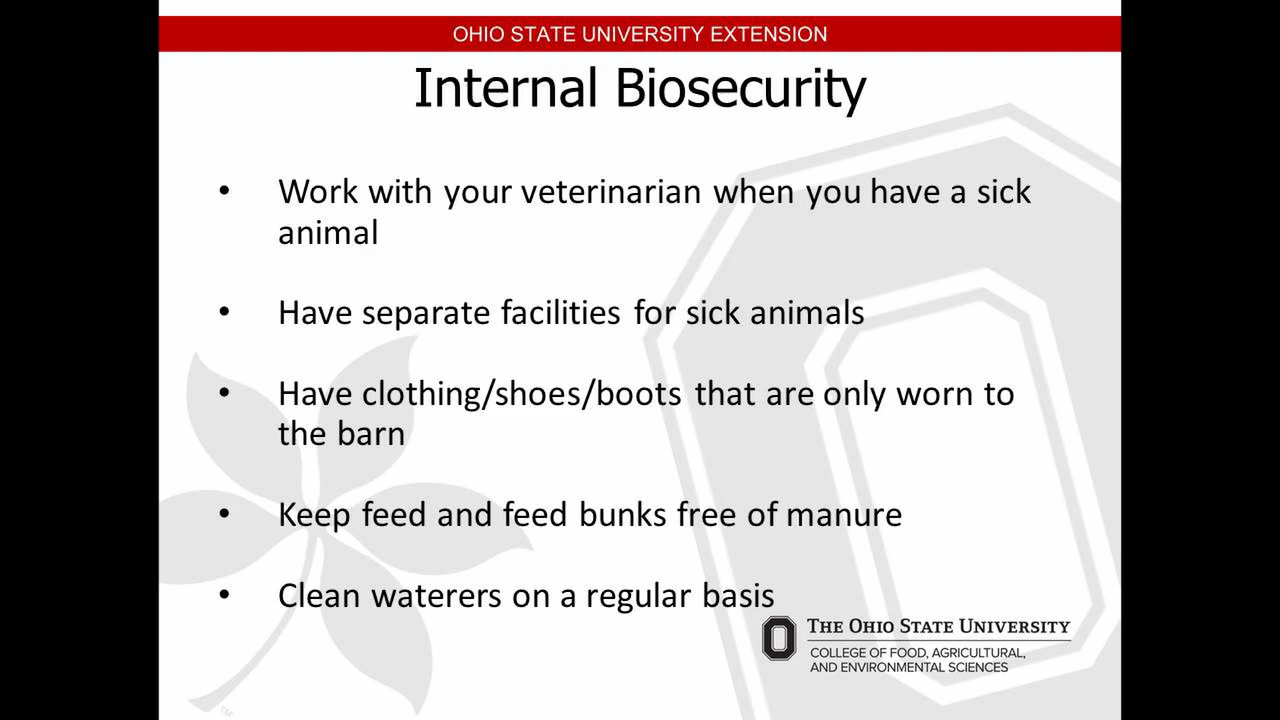 OHIO STATE UNIVERSITY EXTENSION
Internal Biosecurity
• Work with your veterinarian when you have a sick
animal
• Have separate facilities for sick animals
• Have clothing/shoes/boots that are only worn to
the barn
• Keep feed and feed bunks free of manure
• Clean waterers on a regular basis
THE OHIO STATE UNIVERSITY
COLLEGE OF FOOD, AGRICULTURAL,
AND ENVIRONMENTAL SCIENCES
TM